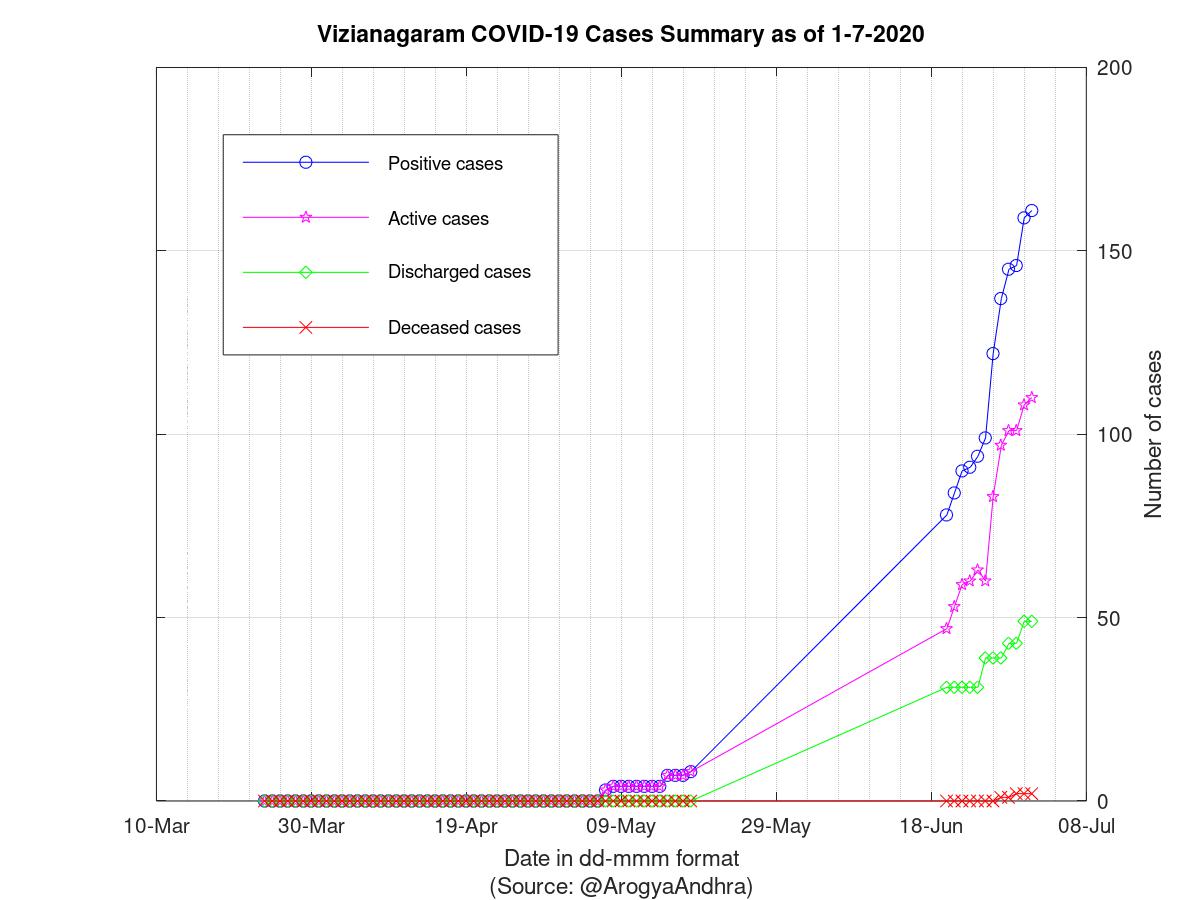 Vizianagaram COVID-19 Cases Summary as of 1-7-2020
200
Positive cases
Active cases
150
Discharged cases
Deceased cases
100
Number of cases
50
0
10-Mar 30-Mar 19-Apr 09-May 29-May 18-Jun 08-Jul
Date in dd-mmm format
(Source: @ArogyaAndhra)